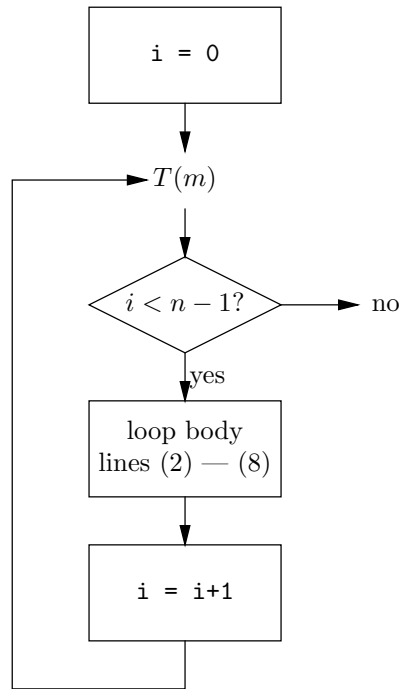 i = 0
T(m)
i < n − 1?
no
yes
loop body
lines (2) — (8)
i = i+1